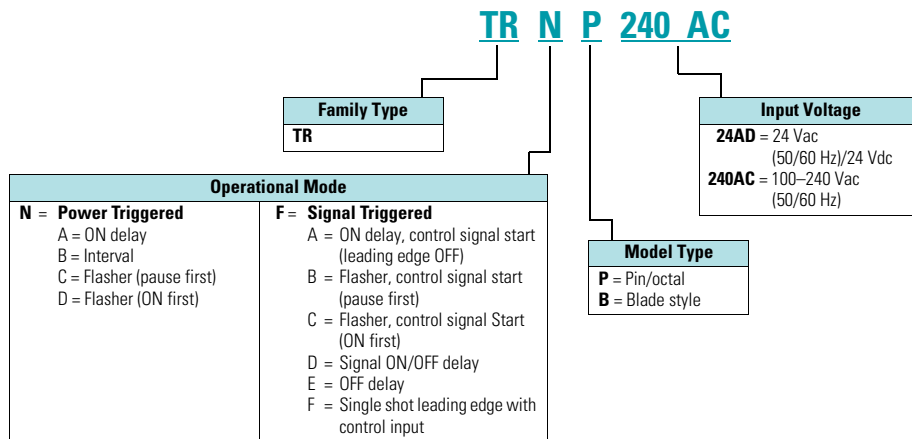 TR N P 240 AC
Family Type
TR
Input Voltage
24AD = 24 Vac
(50/60 Hz)/24 Vdc
240AC = 100–240 Vac
(50/60 Hz)
Operational Mode
N = Power Triggered
A = ON delay
B = Interval
C = Flasher (pause first)
D = Flasher (ON first)
F = Signal Triggered
A = ON delay, control signal start
(leading edge OFF)
B = Flasher, control signal start
(pause first)
C = Flasher, control signal Start
(ON first)
D = Signal ON/OFF delay
E = OFF delay
F = Single shot leading edge with
control input
Model Type
P = Pin/octal
B = Blade style